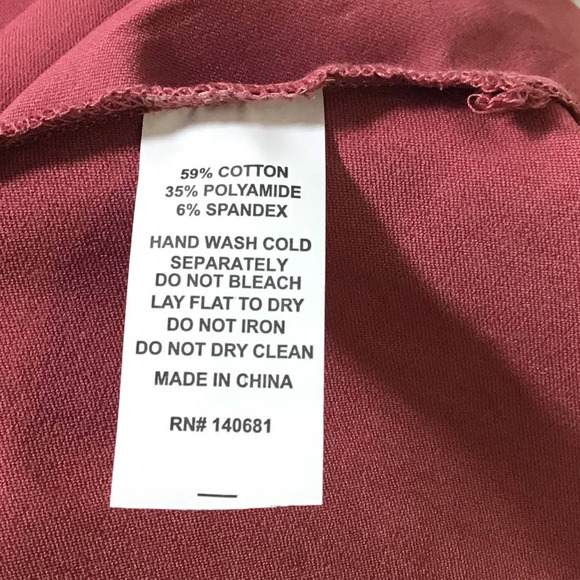 59% COTTON
35% POLYAMIDE
6% SPANDEX
HAND WASH COLD
SEPARATELY
DO NOT BLEACH
LAY FLAT TO DRY
DO NOT IRON
DO NOT DRY CLEAN
MADE IN CHINA
RN# 140681